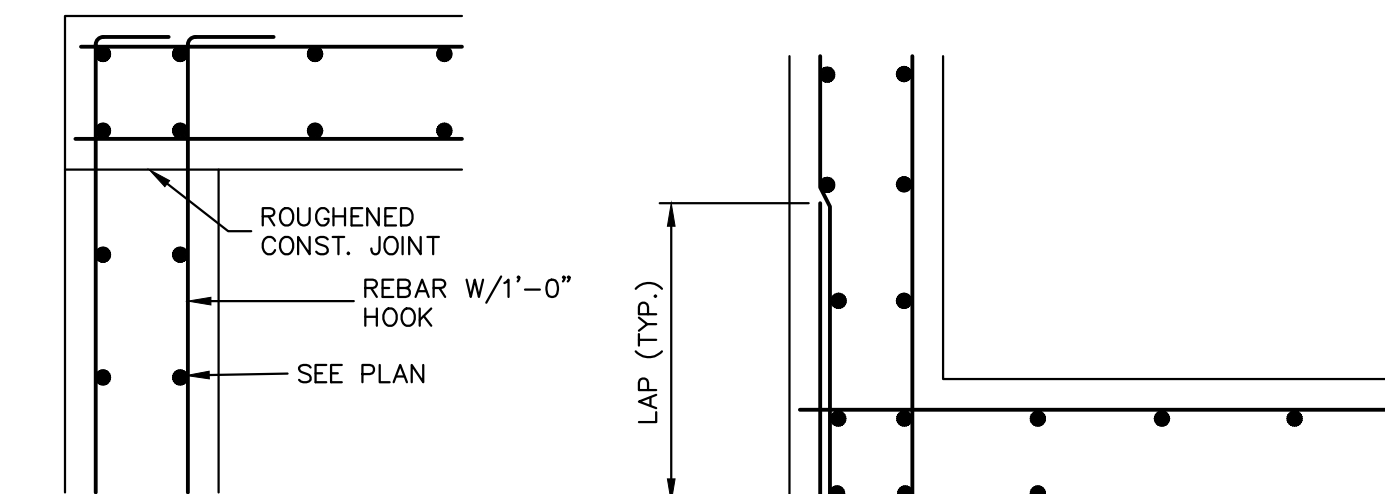 ROUGHENED
CONST. JOINT
REBAR W/1'-0"
HOOK
SEE PLAN
LAP (TYP.)